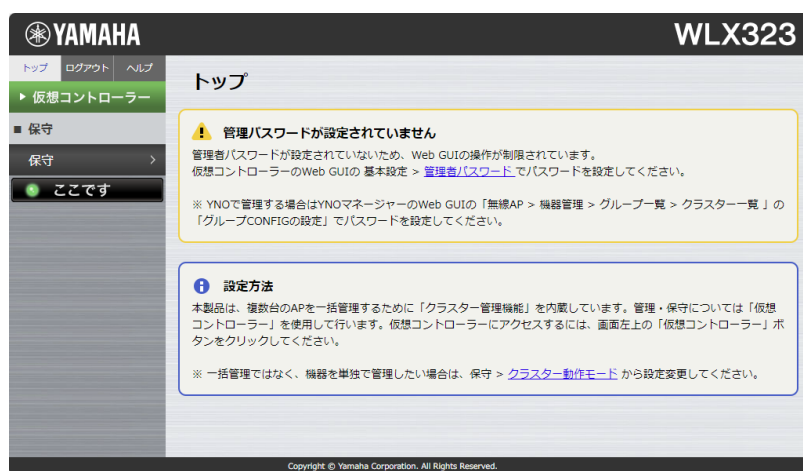 YAMAHA
WLX323
トップ ログアウト ヘルプ
仮想コントローラー
■ 保守
保守
ここです
トップ
管理パスワードが設定されていません
管理者パスワードが設定されていないため、Web GUIの操作が制限されています。
仮想コントローラーのWeb GUIの 基本設定 > 管理者パスワード でパスワードを設定してください。
※ YNOで管理する場合はYNOマネージャーのWeb GUIの「無線AP > 機器管理 > グループ一覧 > クラスター一覧 」の
「グループCONFIGの設定」でパスワードを設定してください。
設定方法
本製品は、複数台のAPを一括管理するために「クラスター管理機能」を内蔵しています。管理・保守については「仮想
コントローラー」を使用して行います。仮想コントローラーにアクセスするには、画面左上の「仮想コントローラー」ボ
タンをクリックしてください。
※ 一括管理ではなく、機器を単独で管理したい場合は、保守 > クラスター動作モード から設定変更してください。
Copyright © Yamaha Corporation. All Rights Reserved.